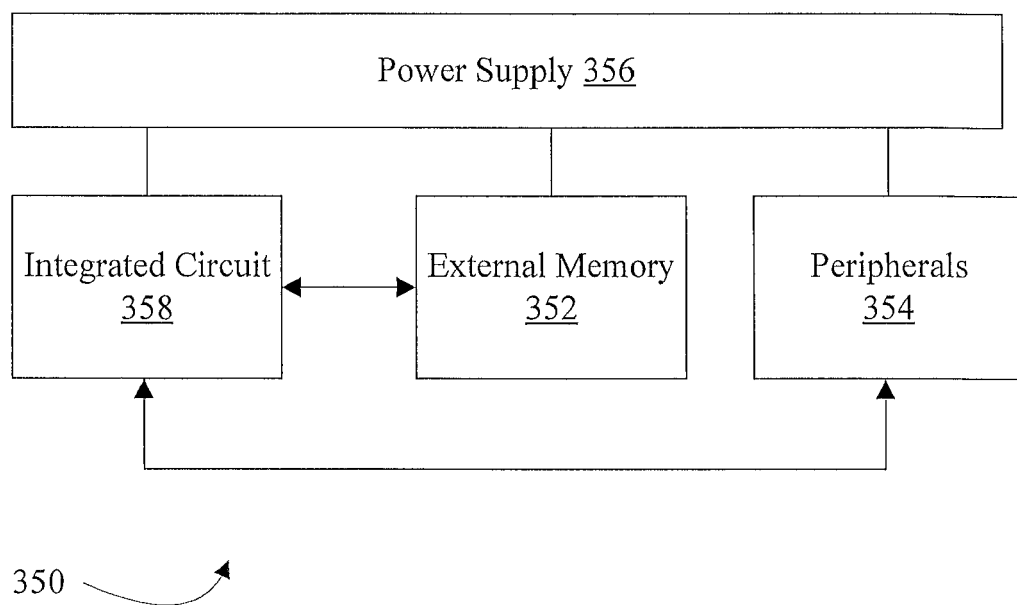 Power Supply 356
Integrated Circuit
358
External Memory
352
Peripherals
354
350